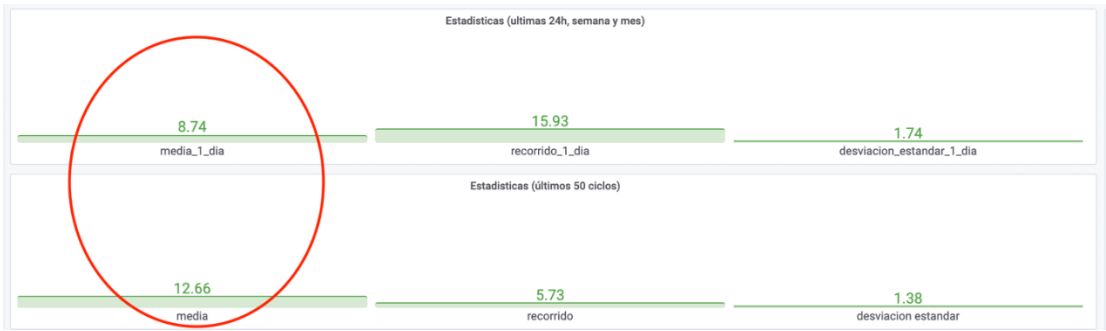 Estadisticas (ultimas 24h, semana y mes)
8.74 15.93 1.74
media_1_dia recorrido_1_dia desviacion_estandar_1_dia
Estadisticas (últimos 50 ciclos)
12.66 5.73 1.38
media recorrido desviacion estandar